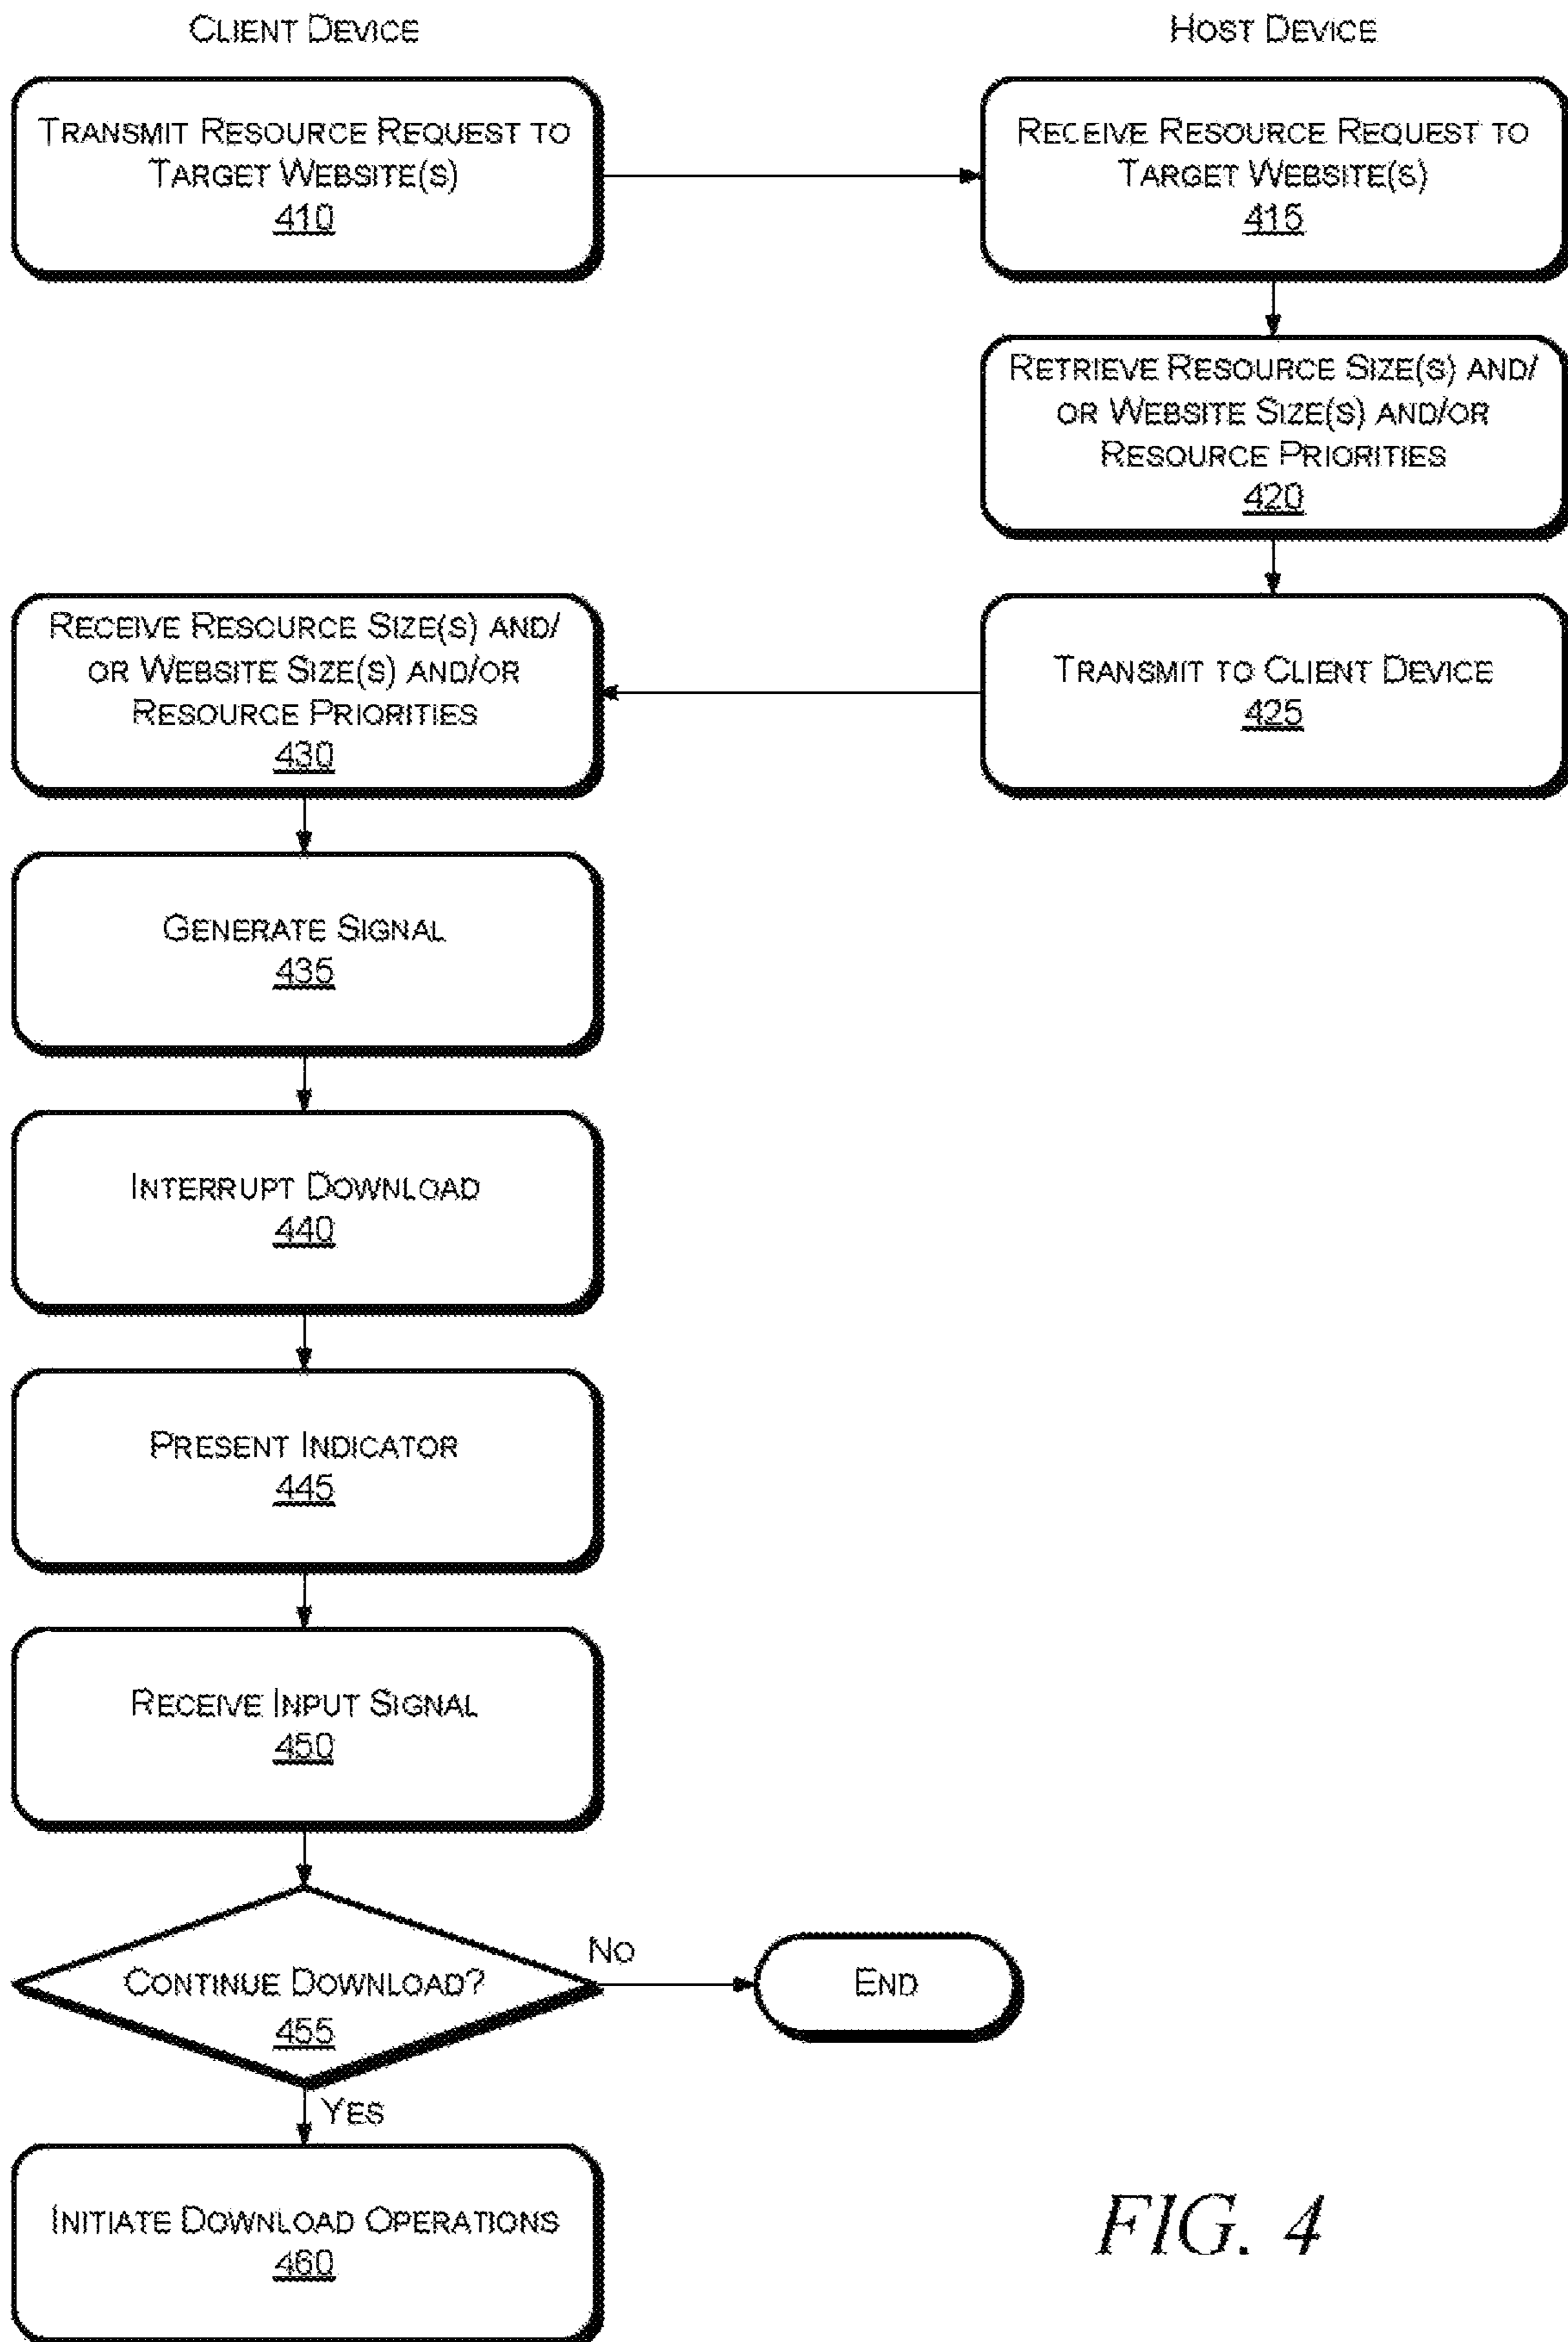 CLIENT DEVICE
HOST DEVICE
TRANSMIT RESOURCE REQUEST TO
TARGET WEBSITE(S)
410
RECEIVE RESOURCE REQUEST TO
TARGET WEBSITE(S)
415
RETRIEVE RESOURCE SIZE(S) AND/
OR WEBSITE SIZE(S) AND/OR
RESOURCE PRIORITIES
420
TRANSMIT TO CLIENT DEVICE
425
RECEIVE RESOURCE SIZE(S) AND/
OR WEBSITE SIZE(S) AND/OR
RESOURCE PRIORITIES
430
GENERATE SIGNAL
435
INTERRUPT DOWNLOAD
440
PRESENT INDICATOR
445
RECEIVE INPUT SIGNAL
450
CONTINUE DOWNLOAD?
455
NO
END
YES
INITIATE DOWNLOAD OPERATIONS
460
FIG. 4